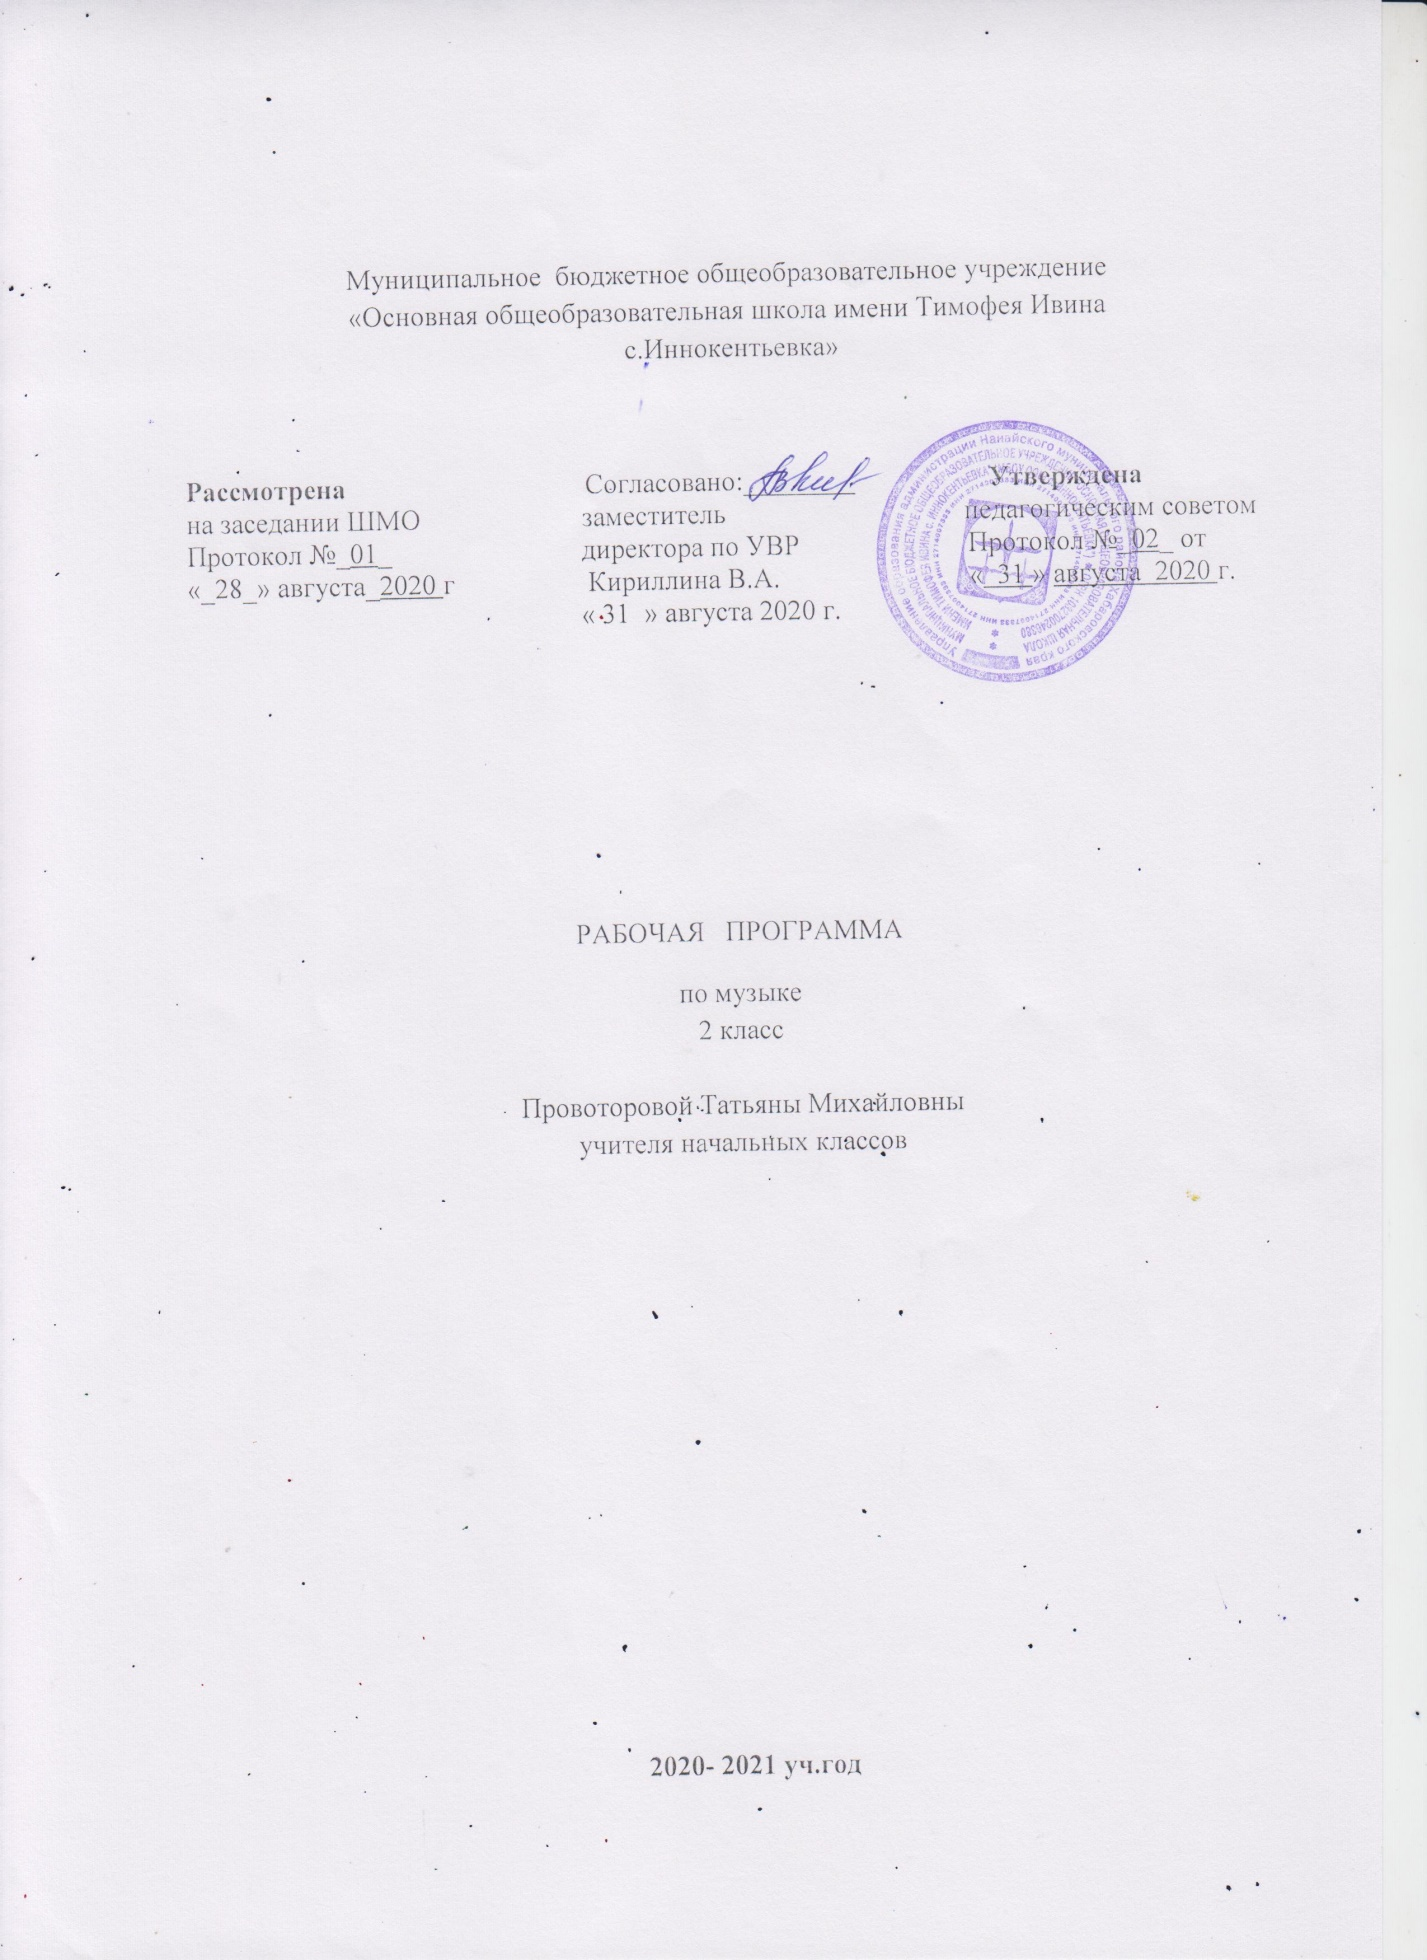 Муниципальное бюджетное общеобразовательное учреждение
«Основная общеобразовательная школа имени Тимофея Ивина
с.Иннокентьевка»
Рассмотрена
на заседании ШМО
Протокол №_01_
«_28_» августа_2020 г
Согласовано:
заместитель
директора по УВР
Кириллина В.А.
« 31 » августа 2020 г.
Утверждена
педагогическим советом
Протокол №_02_ от
«_31_» августа 2020 г.
РАБОЧАЯ ПРОГРАММА
по музыке
2 класс
Провоторовой Татьяны Михайловны
учителя начальных классов
2020- 2021 уч.год